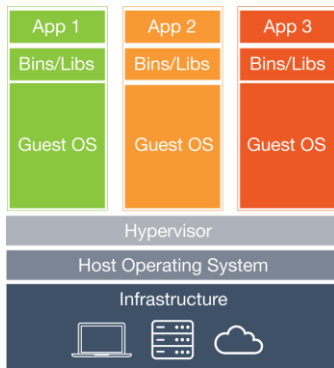 App 1
App 2
App 3
Bins/Libs
Bins/Libs
Bins/Libs
Guest OS
Guest OS
Guest OS
Hypervisor
Host Operating System
Infrastructure